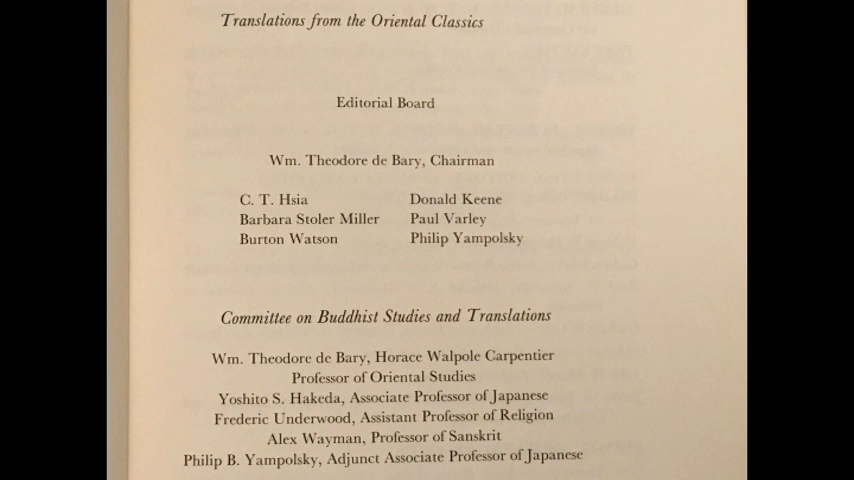 Translations from the Oriental Classics
Editorial Board
Wm. Theodore de Bary, Chairman
C. T. Hsia Donald Keene
Barbara Stoler Miller Paul Varley
Burton Watson Philip Yampolsky
Committee on Buddhist Studies and Translations
Wm. Theodore de Bary, Horace Walpole Carpentier
Professor of Oriental Studies
Yoshito S. Hakeda, Associate Professor of Japanese
Frederic Underwood, Assistant Professor of Religion
Alex Wayman, Professor of Sanskrit
Philip B. Yampolsky, Adjunct Associate Professor of Japanese